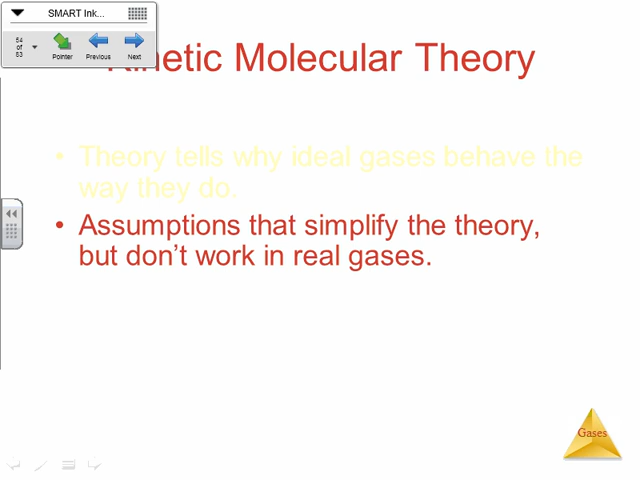 SMART Ink...
54
of
83
Pointer
Previous
Next
Kinetic Molecular Theory
• Theory tells why ideal gases behave the
way they do.
• Assumptions that simplify the theory,
but don't work in real gases.
Gases